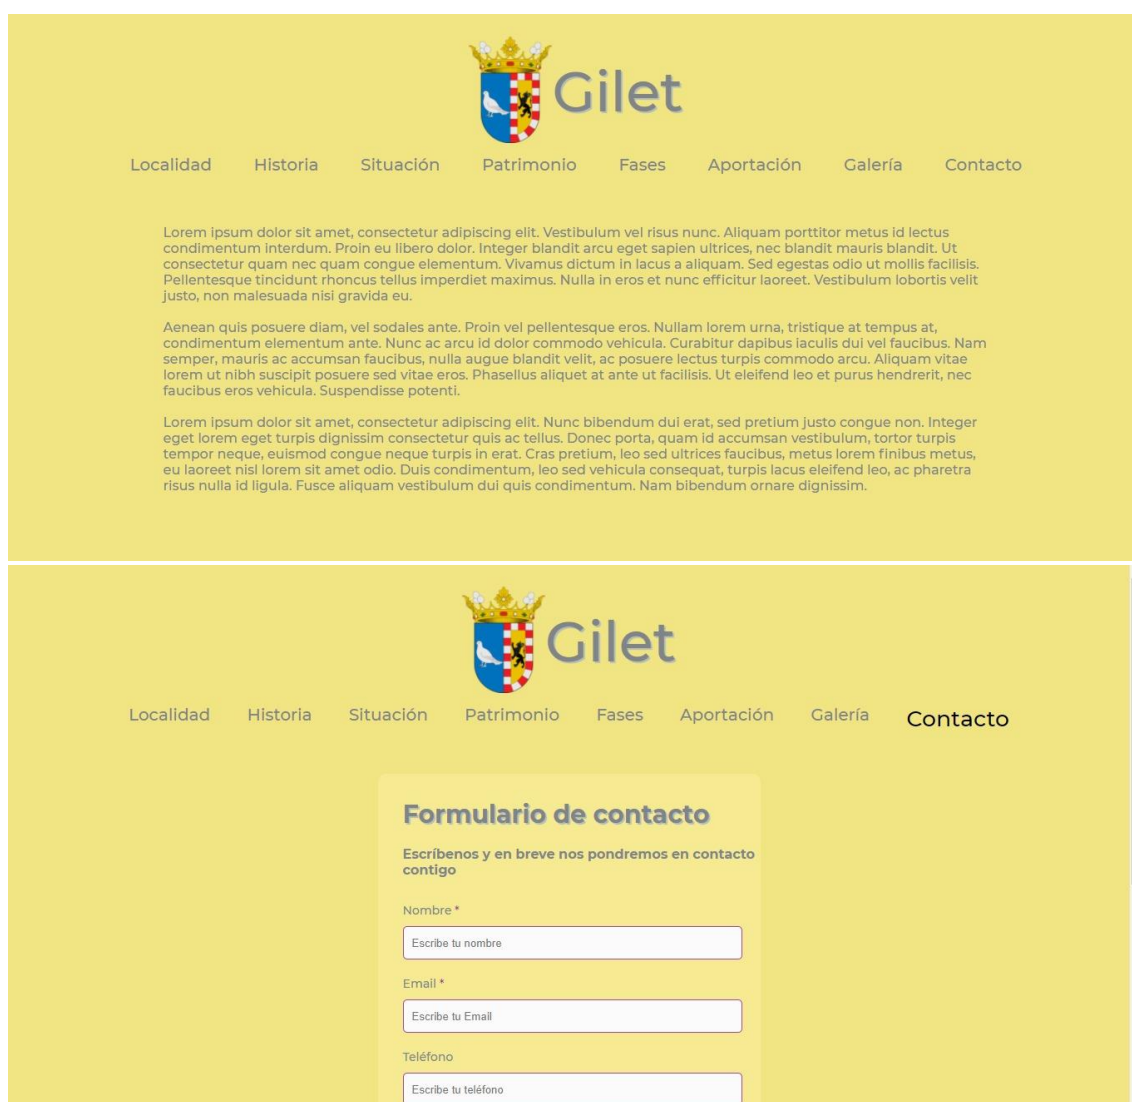 Gilet
Localidad Historia Situación Patrimonio Fases Aportación Galería Contacto
Lorem ipsum dolor sit amet, consectetur adipiscing elit. Vestibulum vel risus nunc. Aliquam porttitor metus id lectus
condimentum interdum. Proin eu libero dolor. Integer blandit arcu eget sapien ultrices, nec blandit mauris blandit. Ut
consectetur quam nec quam congue elementum. Vivamus dictum in lacus a aliquam. Sed egestas odio ut mollis facilisis.
Pellentesque tincidunt rhoncus tellus imperdiet maximus. Nulla in eros et nunc efficitur laoreet. Vestibulum lobortis velit
justo, non malesuada nisi gravida eu.
Aenean quis posuere diam, vel sodales ante. Proin vel pellentesque eros. Nullam lorem urna, tristique at tempus at,
condimentum elementum ante. Nunc ac arcu id dolor commodo vehicula. Curabitur dapibus iaculis dui vel faucibus. Nam
semper, mauris ac accumsan faucibus, nulla augue blandit velit, ac posuere lectus turpis commodo arcu. Aliquam vitae
lorem ut nibh suscipit posuere sed vitae eros. Phasellus aliquet at ante ut facilisis. Ut eleifend leo et purus hendrerit, nec
faucibus eros vehicula. Suspendisse potenti.
Lorem ipsum dolor sit amet, consectetur adipiscing elit. Nunc bibendum dui erat, sed pretium justo congue non. Integer
eget lorem eget turpis dignissim consectetur quis ac tellus. Donec porta, quam id accumsan vestibulum, tortor turpis
tempor neque, euismod congue neque turpis in erat. Cras pretium, leo sed ultrices faucibus, metus lorem finibus metus,
eu laoreet nisl lorem sit amet odio. Duis condimentum, leo sed vehicula consequat, turpis lacus eleifend leo, ac pharetra
risus nulla id ligula. Fusce aliquam vestibulum dui quis condimentum. Nam bibendum ornare dignissim.
Gilet
Localidad Historia Situación Patrimonio Fases Aportación Galería Contacto
Formulario de contacto
Escríbenos y en breve nos pondremos en contacto
contigo
Nombre *
Escribe tu nombre
Email *
Escribe tu Email
Teléfono
Escribe tu teléfono